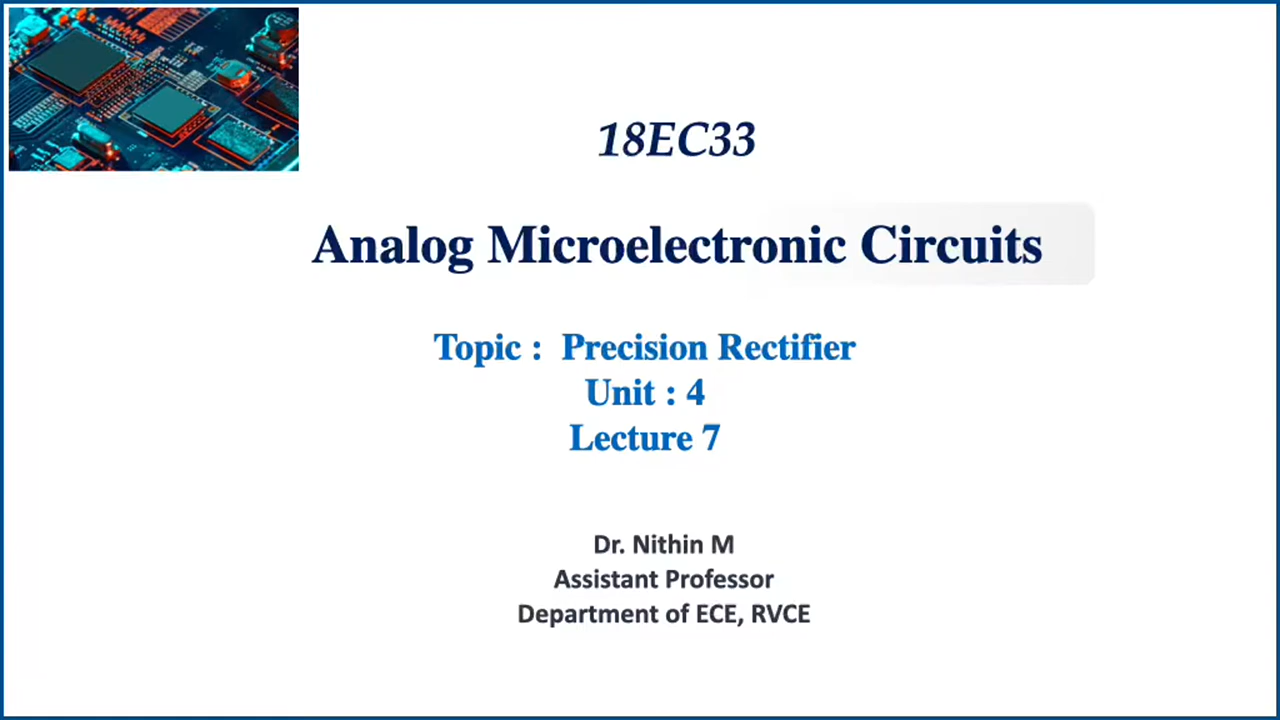 18EC33
Analog Microelectronic Circuits
Topic : Precision Rectifier
Unit : 4
Lecture 7
Dr. Nithin M
Assistant Professor
Department of ECE, RVCE